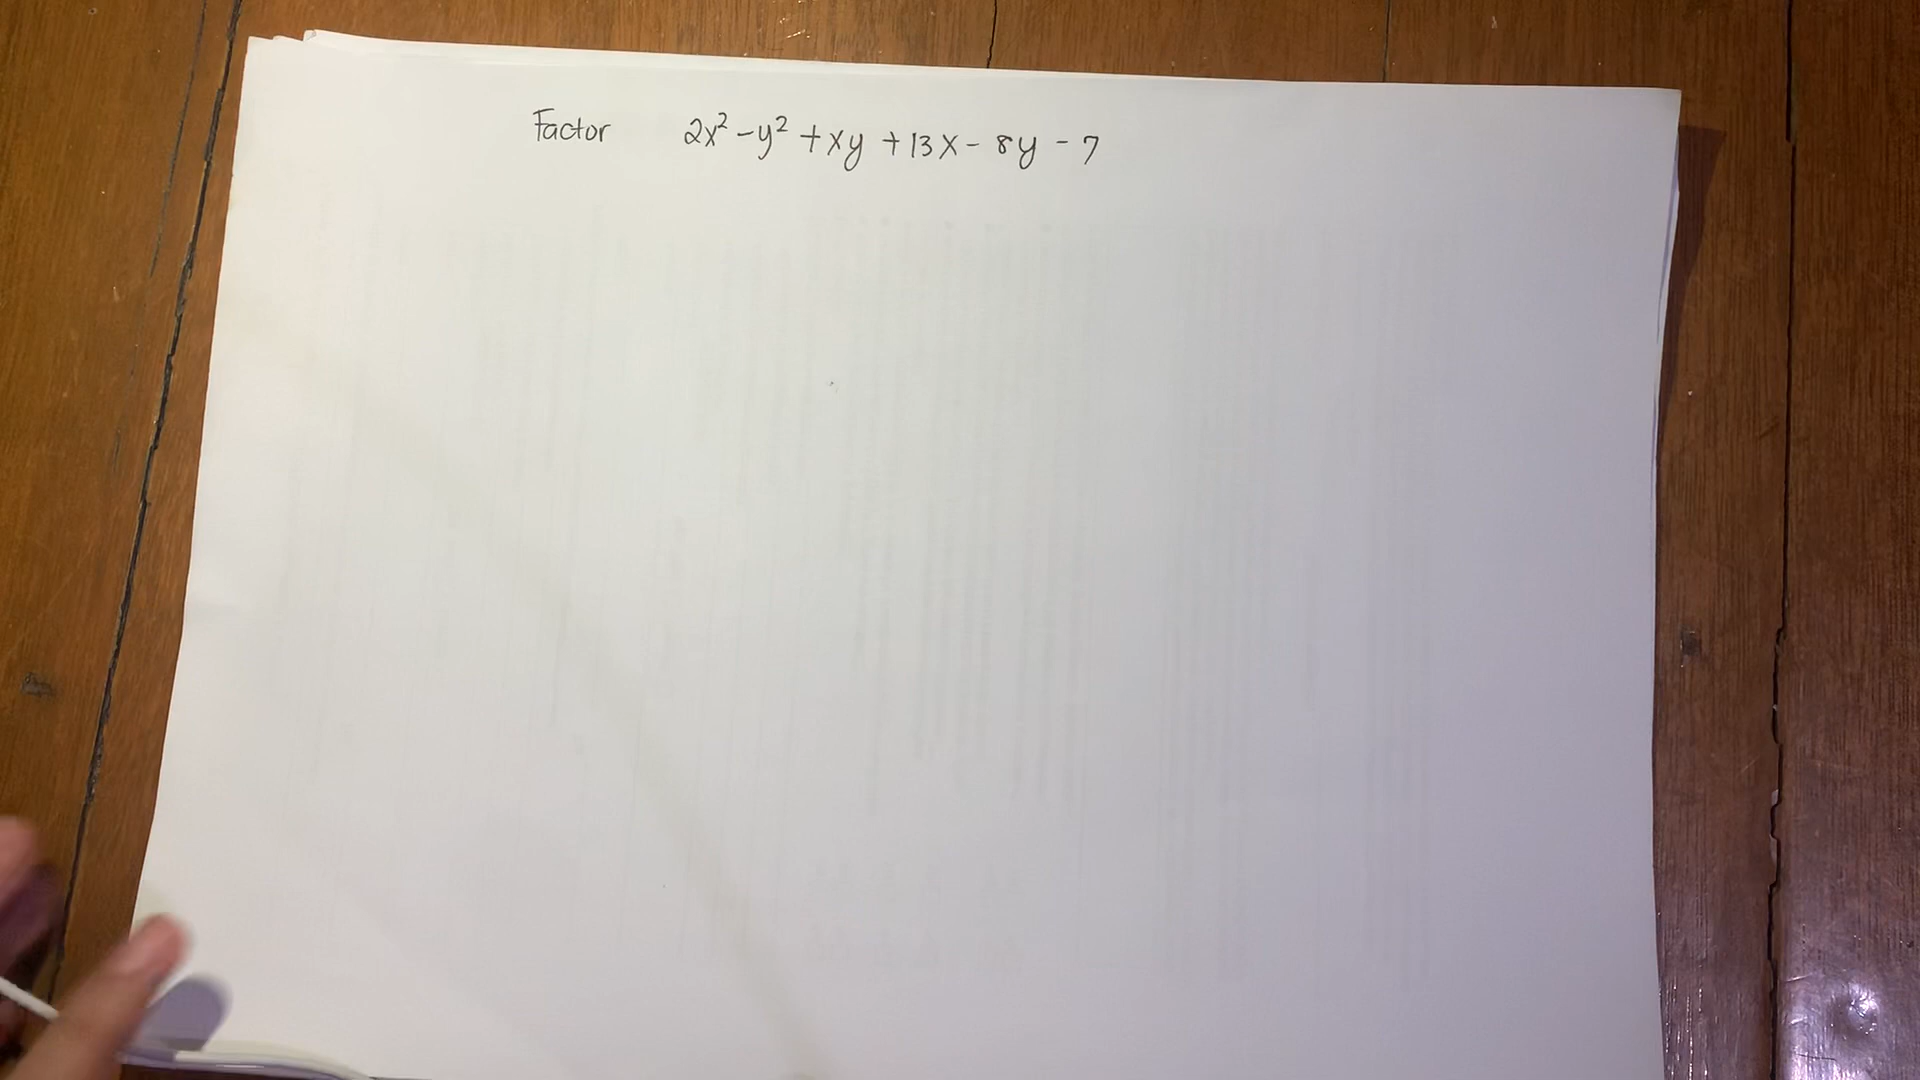 Factor 2x² - y² + xy + 13x - 8y - 7